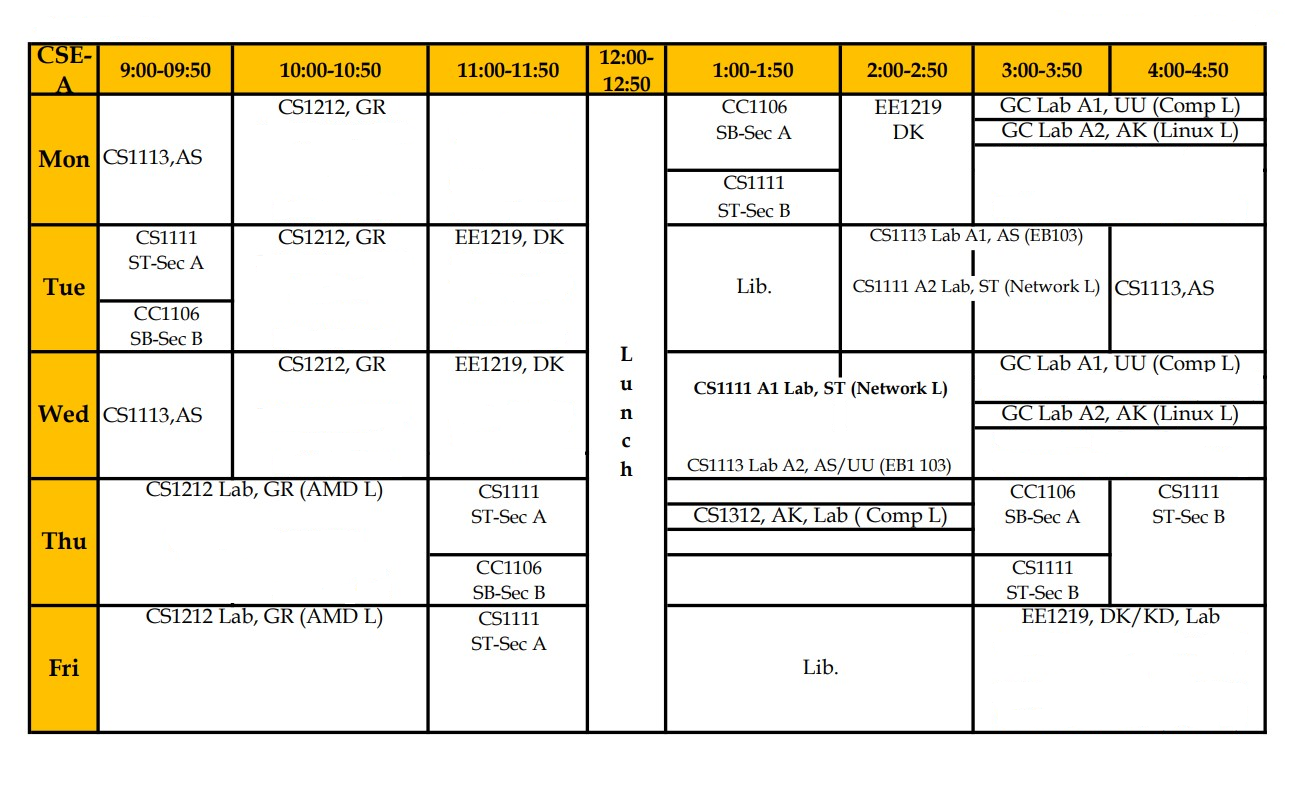 CSE-
A
9:00-09:50
10:00-10:50
11:00-11:50
12:00-
12:50
1:00-1:50
2:00-2:50
3:00-3:50
4:00-4:50
Mon
CS1113,AS
CS1212, GR
CC1106
SB-Sec A
CS1111
ST-Sec B
EE1219
DK
GC Lab A1, UU (Comp L)
GC Lab A2, AK (Linux L)
Tue
CS1111
ST-Sec A
CC1106
SB-Sec B
CS1212, GR
EE1219, DK
Lib.
CS1113 Lab A1, AS (EB103)
CS1111 A2 Lab, ST (Network L)
CS1113,AS
Wed
CS1113,AS
CS1212, GR
EE1219, DK
L
u
n
c
h
CS1111 A1 Lab, ST (Network L)
CS1113 Lab A2, AS/UU (EB1 103)
GC Lab A1, UU (Comp L)
GC Lab A2, AK (Linux L)
Thu
CS1212 Lab, GR (AMD L)
CS1111
ST-Sec A
CC1106
SB-Sec B
CS1312, AK, Lab ( Comp L)
CC1106
SB-Sec A
CS1111
ST-Sec B
CS1111
ST-Sec B
Fri
CS1212 Lab, GR (AMD L)
CS1111
ST-Sec A
Lib.
EE1219, DK/KD, Lab